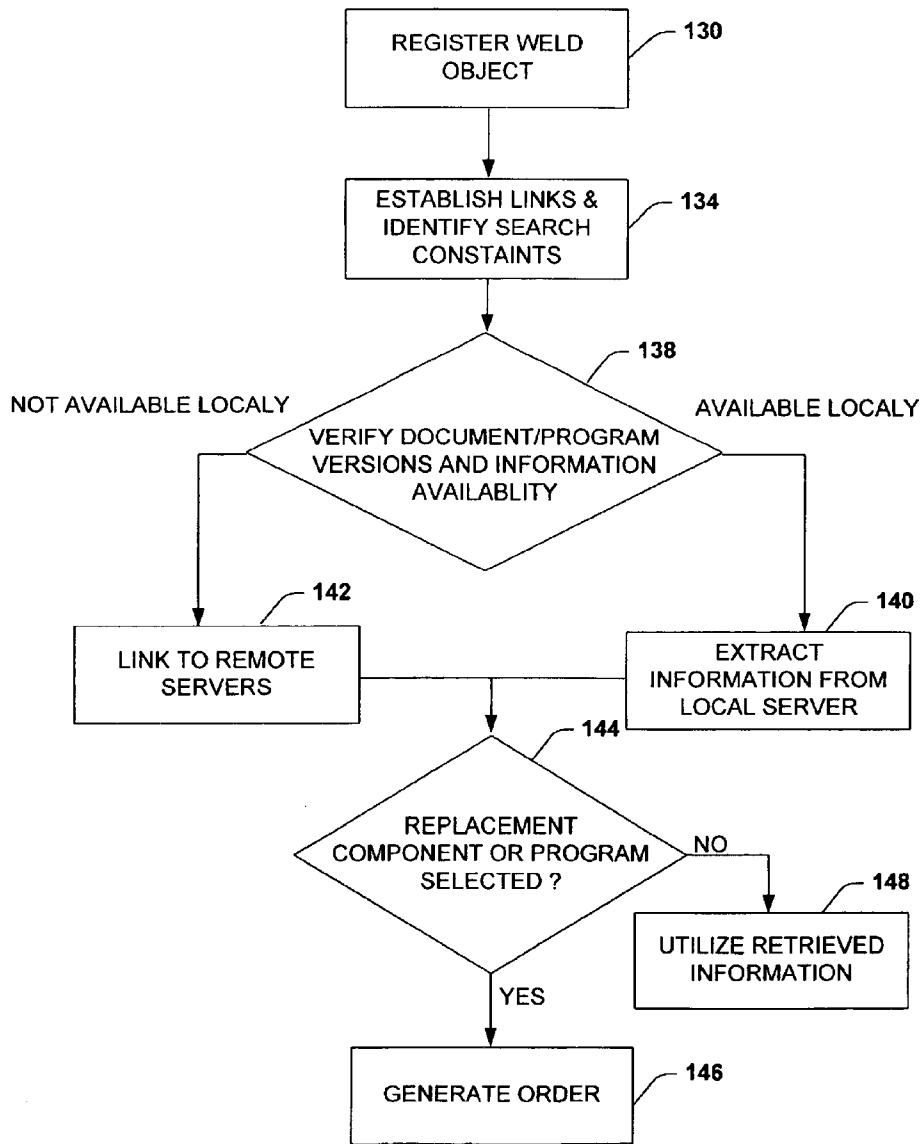 REGISTER WELD
OBJECT
130
ESTABLISH LINKS &
IDENTIFY SEARCH
CONSTAINTS
134
138
NOT AVAILABLE LOCALY
AVAILABLE LOCALY
VERIFY DOCUMENT/PROGRAM
VERSIONS AND INFORMATION
AVAILABLITY
142
LINK TO REMOTE
SERVERS
140
EXTRACT
INFORMATION FROM
LOCAL SERVER
144
REPLACEMENT
COMPONENT OR PROGRAM
SELECTED ?
NO
148
UTILIZE RETRIEVED
INFORMATION
YES
GENERATE ORDER
146